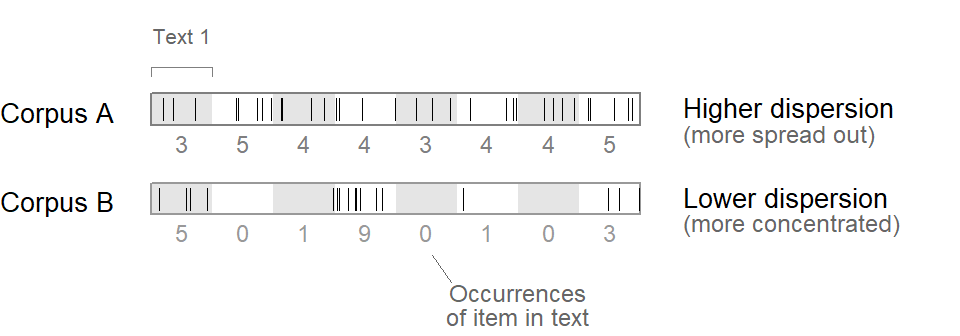 Text 1
Corpus A
Higher dispersion
(more spread out)
3 5 4 4 3 4 4 5
Corpus B
Lower dispersion
(more concentrated)
5 0 1 9 0 1 0 3
Occurrences
of item in text